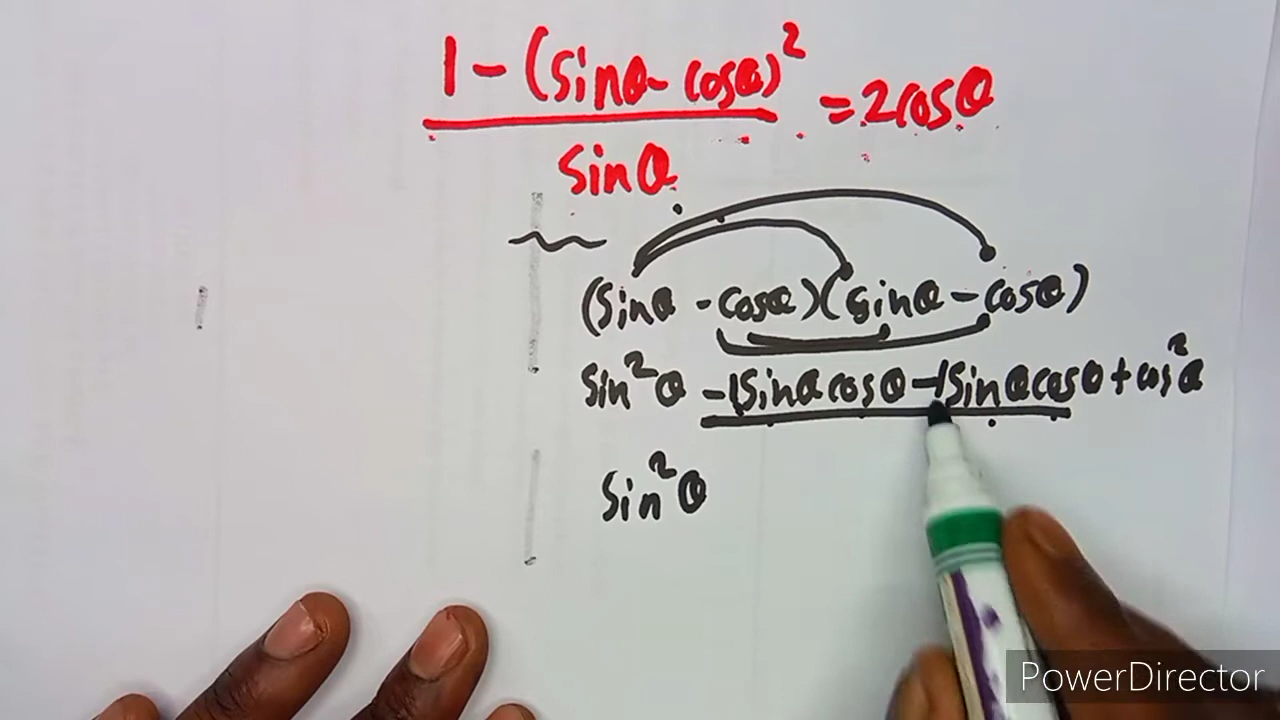 1 - (sinθ - cosθ)² = 2cosθ
sinθ
(sinθ - cosθ)(sinθ - cosθ)
sin²θ - 1sinθcosθ - 1sinθcosθ + cos²θ
sin²θ
PowerDirector